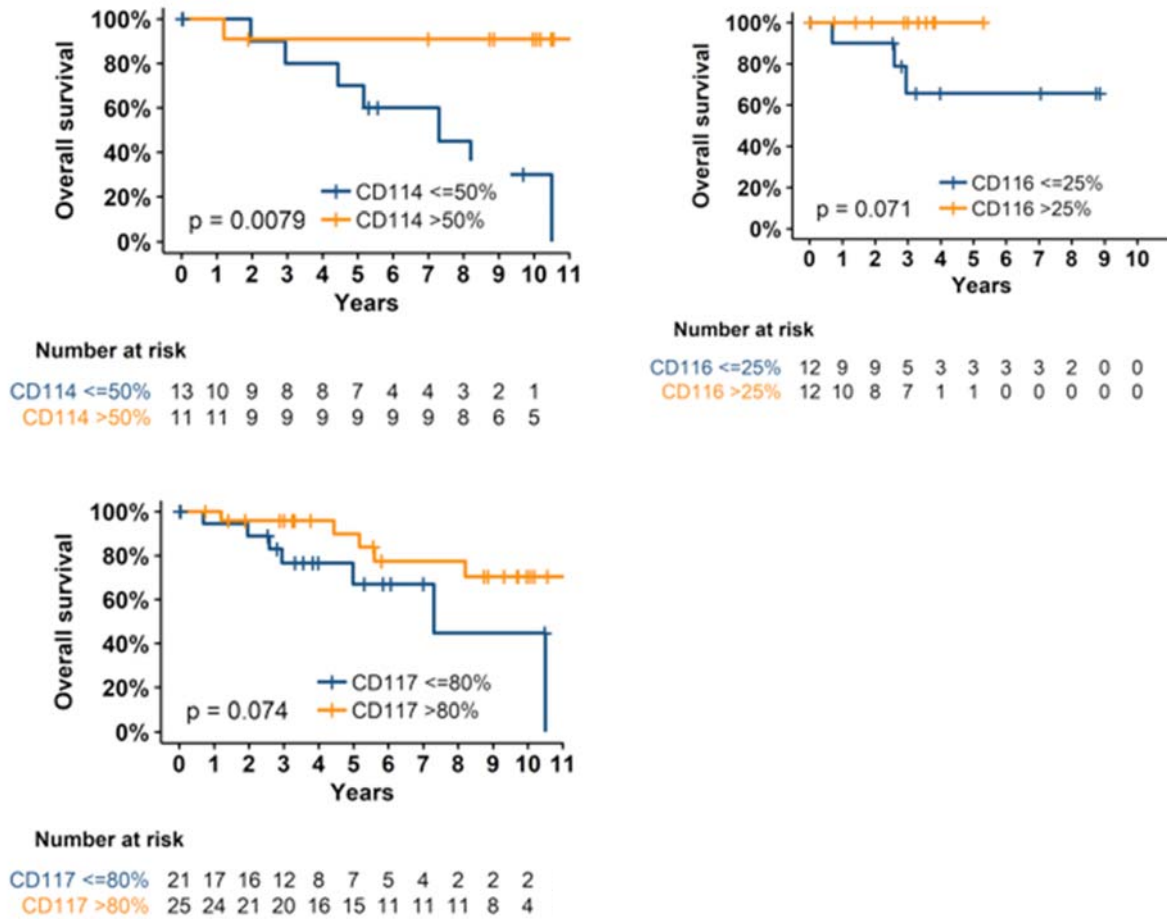 100%
80%
60%
40%
20%
0%
Overall survival
CD114 <=50%
p = 0.0079 CD114 >50%
0 1 2 3 4 5 6 7 8 9 10 11
Years
Number at risk
CD114 <=50% 13 10 9 8 8 7 4 4 3 2 1
CD114 >50% 11 11 9 9 9 9 9 9 8 6 5
100%
80%
60%
40%
20%
0%
Overall survival
CD116 <=25%
p = 0.071 CD116 >25%
0 1 2 3 4 5 6 7 8 9 10
Years
Number at risk
CD116 <=25% 12 9 9 5 3 3 3 3 2 0 0
CD116 >25% 12 10 8 7 1 1 0 0 0 0 0
100%
80%
60%
40%
20%
0%
Overall survival
CD117 <=80%
p = 0.074 CD117 >80%
0 1 2 3 4 5 6 7 8 9 10 11
Years
Number at risk
CD117 <=80% 21 17 16 12 8 7 5 4 2 2 2
CD117 >80% 25 24 21 20 16 15 11 11 11 8 4